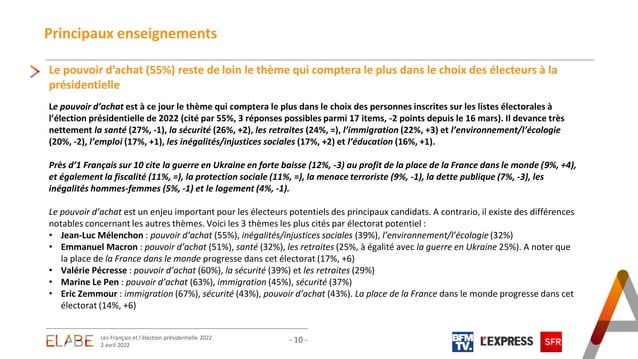 Principaux enseignements
Le pouvoir d'achat (55%) reste de loin le thème qui comptera le plus dans le choix des électeurs à la
présidentielle
Le pouvoir d'achat est à ce jour le thème qui comptera le plus dans le choix des personnes inscrites sur les listes électorales à
l'élection présidentielle de 2022 (cité par 55%, 3 réponses possibles parmi 17 items, -2 points depuis le 16 mars). Il devance très
nettement la santé (27%, -1), la sécurité (26%, +2), les retraites (24%, =), l'immigration (22%, +3) et l'environnement/l'écologie
(20%, -2), l'emploi (17%, +1), les inégalités/injustices sociales (17%, +2) et l'éducation (16%, +1).
Près d'1 Français sur 10 cite la guerre en Ukraine en forte baisse (12%, -3) au profit de la place de la France dans le monde (9%, +4),
et également la fiscalité (11%, =), la protection sociale (11%, =), la menace terroriste (9%, -1), la dette publique (7%, -3), les
inégalités hommes-femmes (5%, -1) et le logement (4%, -1).
Le pouvoir d'achat est un enjeu important pour les électeurs potentiels des principaux candidats. A contrario, il existe des différences
notables concernant les autres thèmes. Voici les 3 thèmes les plus cités par électorat potentiel :
• Jean-Luc Mélenchon : pouvoir d'achat (55%), inégalités/injustices sociales (39%), l'environnement/l'écologie (32%)
• Emmanuel Macron : pouvoir d'achat (51%), santé (32%), les retraites (25%, à égalité avec la guerre en Ukraine 25%). A noter que
la place de la France dans le monde progresse dans cet électorat (17%, +6)
• Valérie Pécresse : pouvoir d'achat (60%), la sécurité (39%) et les retraites (29%)
• Marine Le Pen : pouvoir d'achat (63%), immigration (45%), sécurité (37%)
• Eric Zemmour : immigration (67%), sécurité (43%), pouvoir d'achat (43%). La place de la France dans le monde progresse dans cet
électorat (14%, +6)
ELABE
Les Français et l'élection présidentielle 2022
2 avril 2022
- 10 -
BFM
TV.
L'EXPRESS
SFR